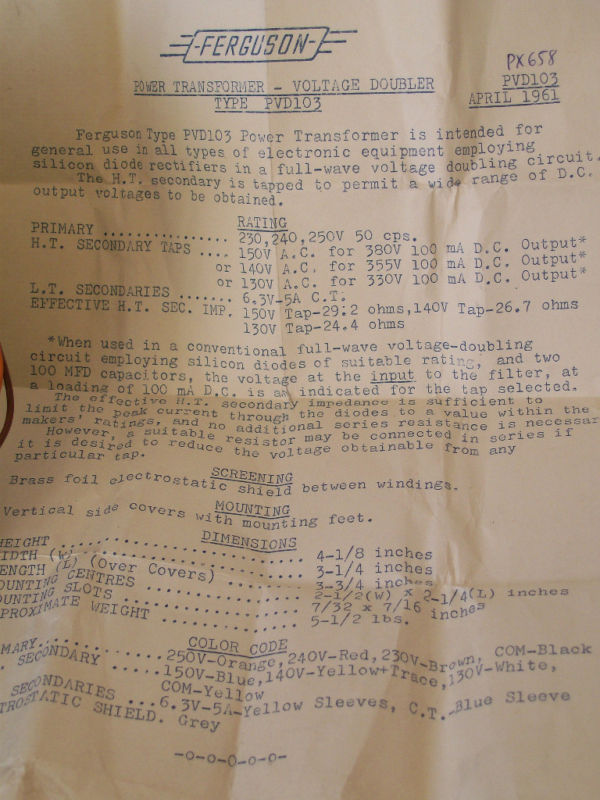 FERGUSON
PX658
POWER TRANSFORMER - VOLTAGE DOUBLER
PVD103
TYPE PVD103
APRIL 1961
Ferguson Type PVD103 Power Transformer is intended for
general use in all types of electronic equipment employing
silicon diode rectifiers in a full-wave voltage doubling circuit.
The H.T. secondary is tapped to permit a wide range of D.C.
output voltages to be obtained.
RATING
PRIMARY ............... 230,240,250V 50 cps.
H.T. SECONDARY TAPS .... 150V A.C. for 380V 100 mA D.C. Output*
or 140V A.C. for 355V 100 mA D.C. Output*
or 130V A.C. for 330V 100 mA D.C. Output*
L.T. SECONDARIES ....... 6.3V-5A C.T.
EFFECTIVE H.T. SEC. IMP. 150V Tap-29.2 ohms,140V Tap-26.7 ohms
130V Tap-24.4 ohms
*When used in a conventional full-wave voltage-doubling
circuit employing silicon diodes of suitable rating, and two
100 MFD capacitors, the voltage at the input to the filter, at
a loading of 100 mA D.C. is as indicated for the tap selected.
The effective H.T. secondary impedance is sufficient to
limit the peak current through the diodes to a value within the
makers' ratings, and no additional series resistance is necessar
However, a suitable resistor may be connected in series if
it is desired to reduce the voltage obtainable from any
particular tap.
SCREENING
Brass foil electrostatic shield between windings.
MOUNTING
Vertical side covers with mounting feet.
DIMENSIONS
HEIGHT ........................ 4-1/8 inches
WIDTH (W) ..................... 3-1/4 inches
ENGTH (L) (Over Covers) ....... 3-3/4 inches
OUNTING CENTRES ............... 2-1/2(W) x 2-1/4(L) inches
OUNTING SLOTS ................. 7/32 x 7/16 inches
PROXIMATE WEIGHT .............. 5-1/2 lbs.
COLOR CODE
MARY............... 250V-Orange,240V-Red,230V-Brown, COM-Black
. SECONDARY ..... 150V-Blue,140V-Yellow+Trace,130V-White,
COM-Yellow
SECONDARIES ...6.3V-5A-Yellow Sleeves, C.T.-Blue Sleeve
TROSTATIC SHIELD. Grey
-o-o-o-o-o-